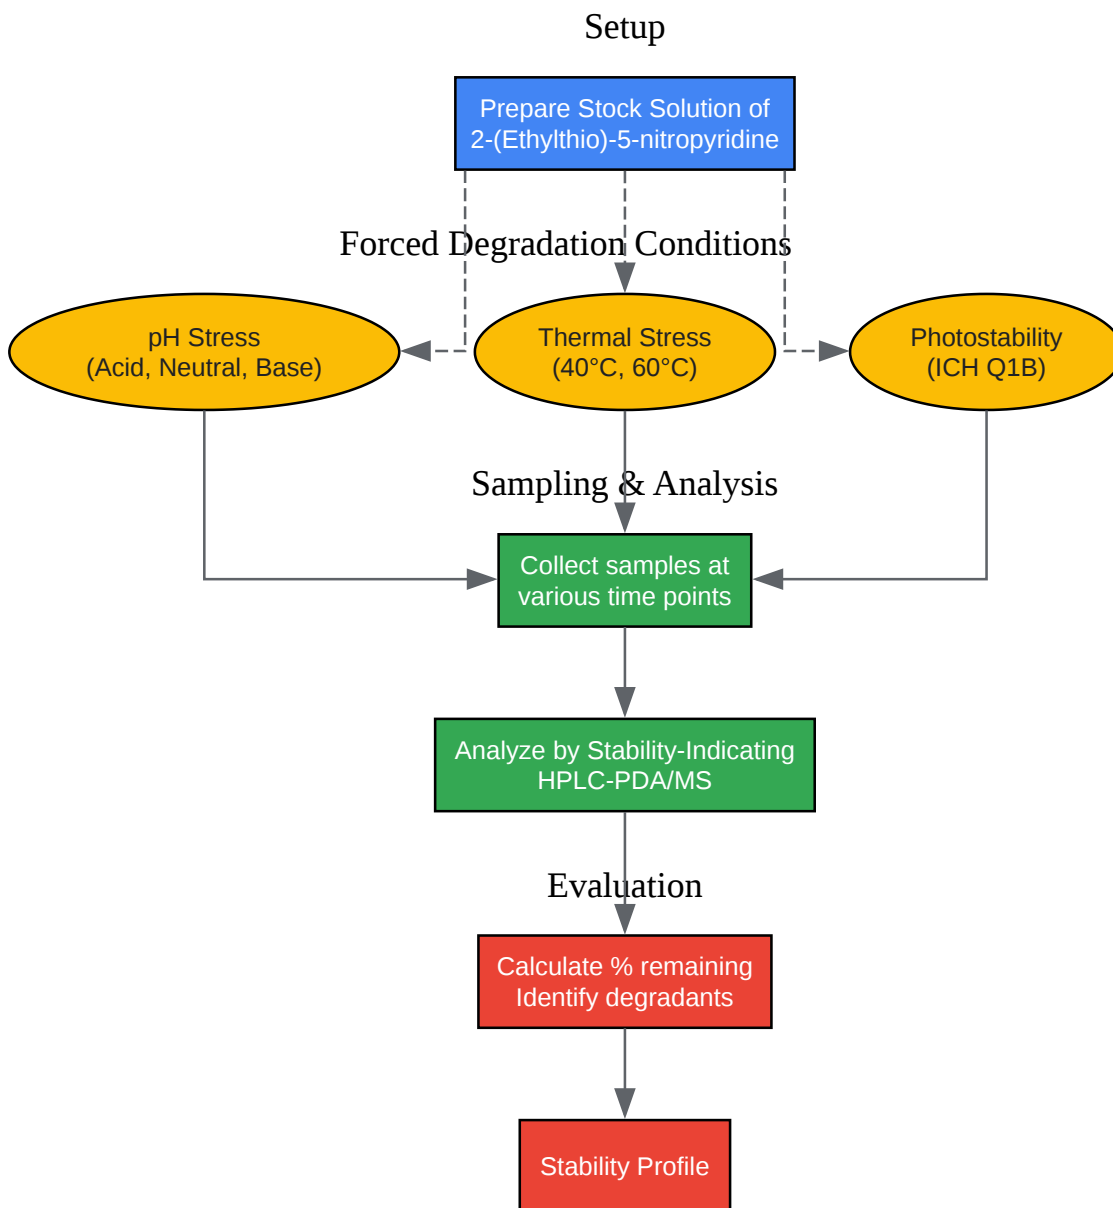 Setup
Prepare Stock Solution of
2-(Ethylthio)-5-nitropyridine
Forced Degradation Conditions
pH Stress
(Acid, Neutral, Base)
Thermal Stress
(40°C, 60°C)
Photostability
(ICH Q1B)
Sampling & Analysis
Collect samples at
various time points
Analyze by Stability-Indicating
HPLC-PDA/MS
Evaluation
Calculate % remaining
Identify degradants
Stability Profile